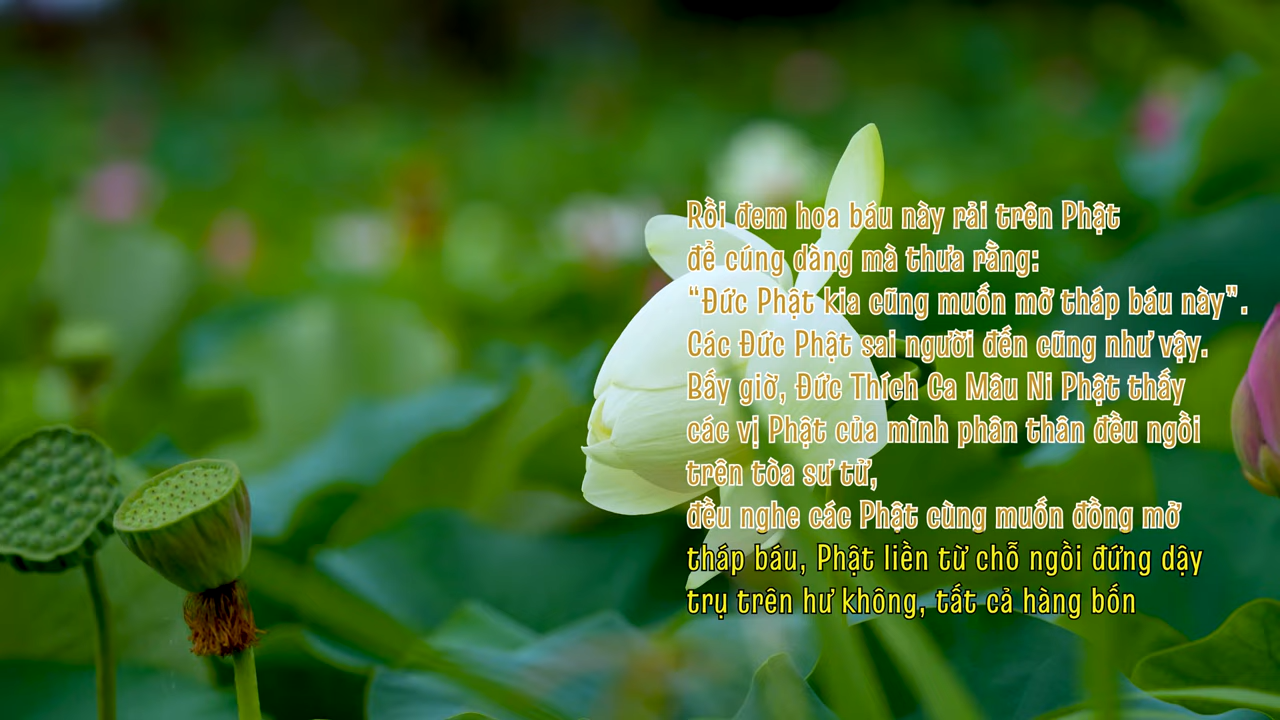 Rồi đem hoa báu này rải trên Phật
để cúng dàng mà thưa rằng:
“Đức Phật kia cũng muốn mở tháp báu này”.
Các Đức Phật sai người đến cũng như vậy.
Bấy giờ, Đức Thích Ca Mâu Ni Phật thấy
các vị Phật của mình phân thân đều ngồi
trên tòa sư tử,
đều nghe các Phật cùng muốn đồng mở
tháp báu, Phật liền từ chỗ ngồi đứng dậy
trụ trên hư không, tất cả hàng bốn